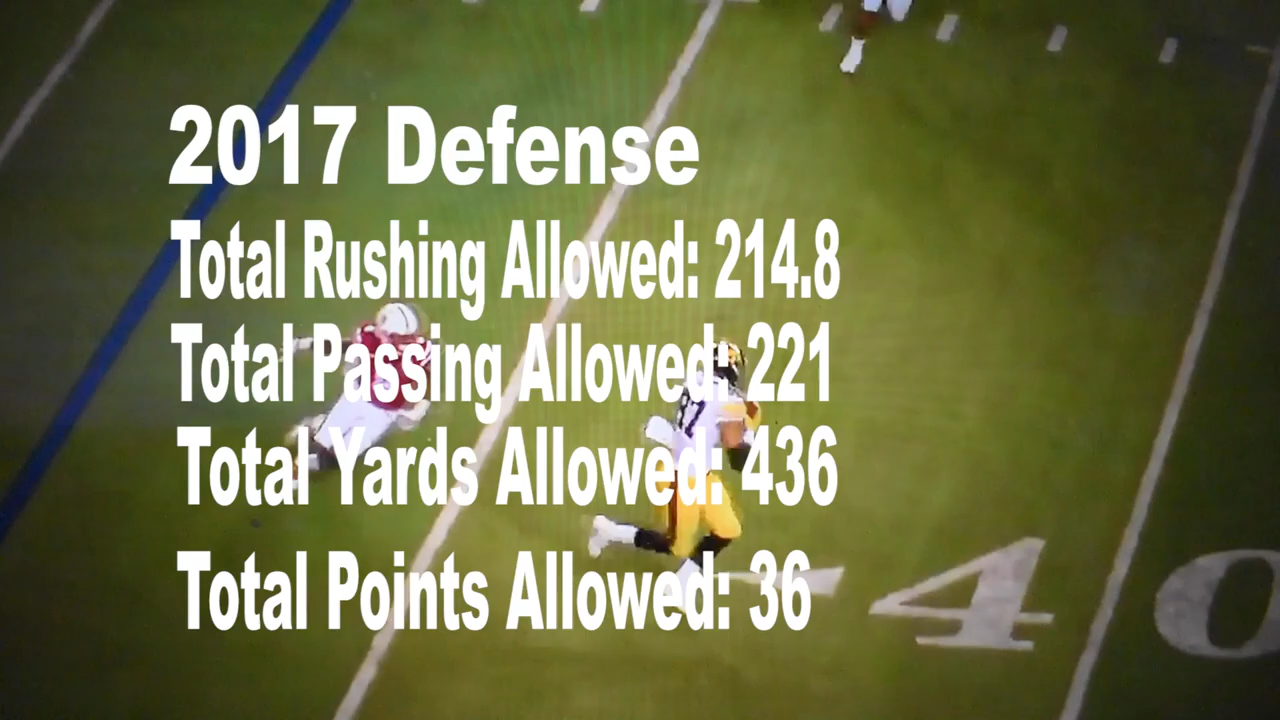 2017 Defense
Total Rushing Allowed: 214.8
Total Passing Allowed: 221
Total Yards Allowed: 436
Total Points Allowed: 36
40